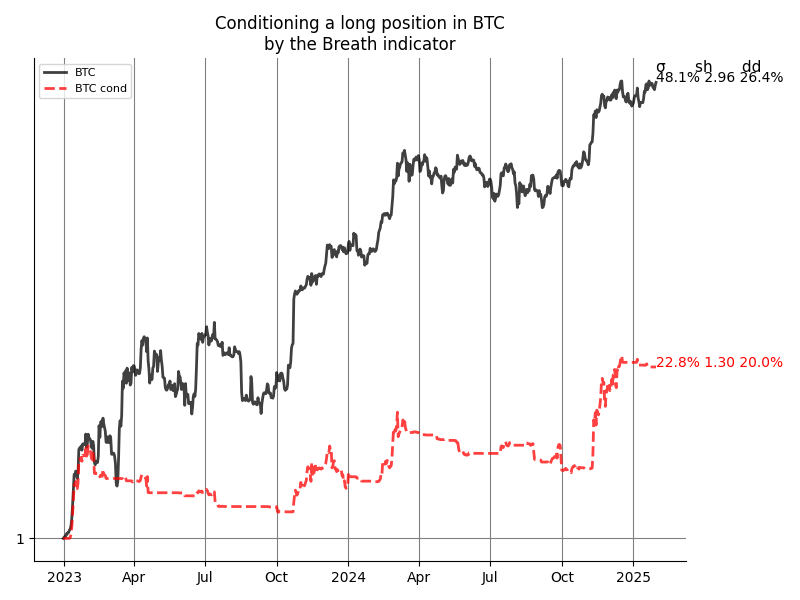 Conditioning a long position in BTC
by the Breath indicator
BTC
BTC cond
σ sh dd
48.1% 2.96 26.4%
22.8% 1.30 20.0%
1
2023 Apr Jul Oct 2024 Apr Jul Oct 2025